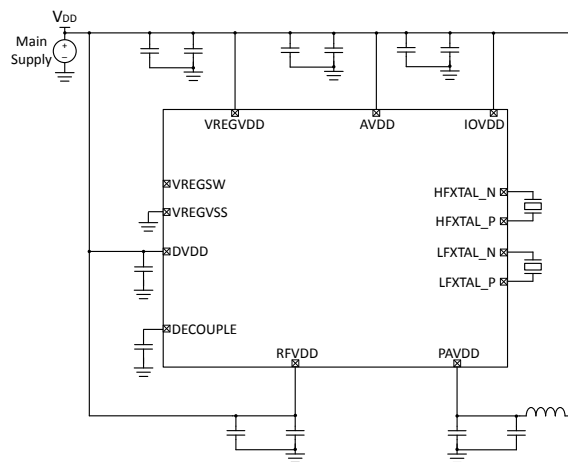 VDD
Main
Supply
+
–
VREGVDD
AVDD
IOVDD
VREGSW
HFXTAL_N
VREGVSS
HFXTAL_P
DVDD
LFXTAL_N
LFXTAL_P
DECOUPLE
RFVDD
PAVDD